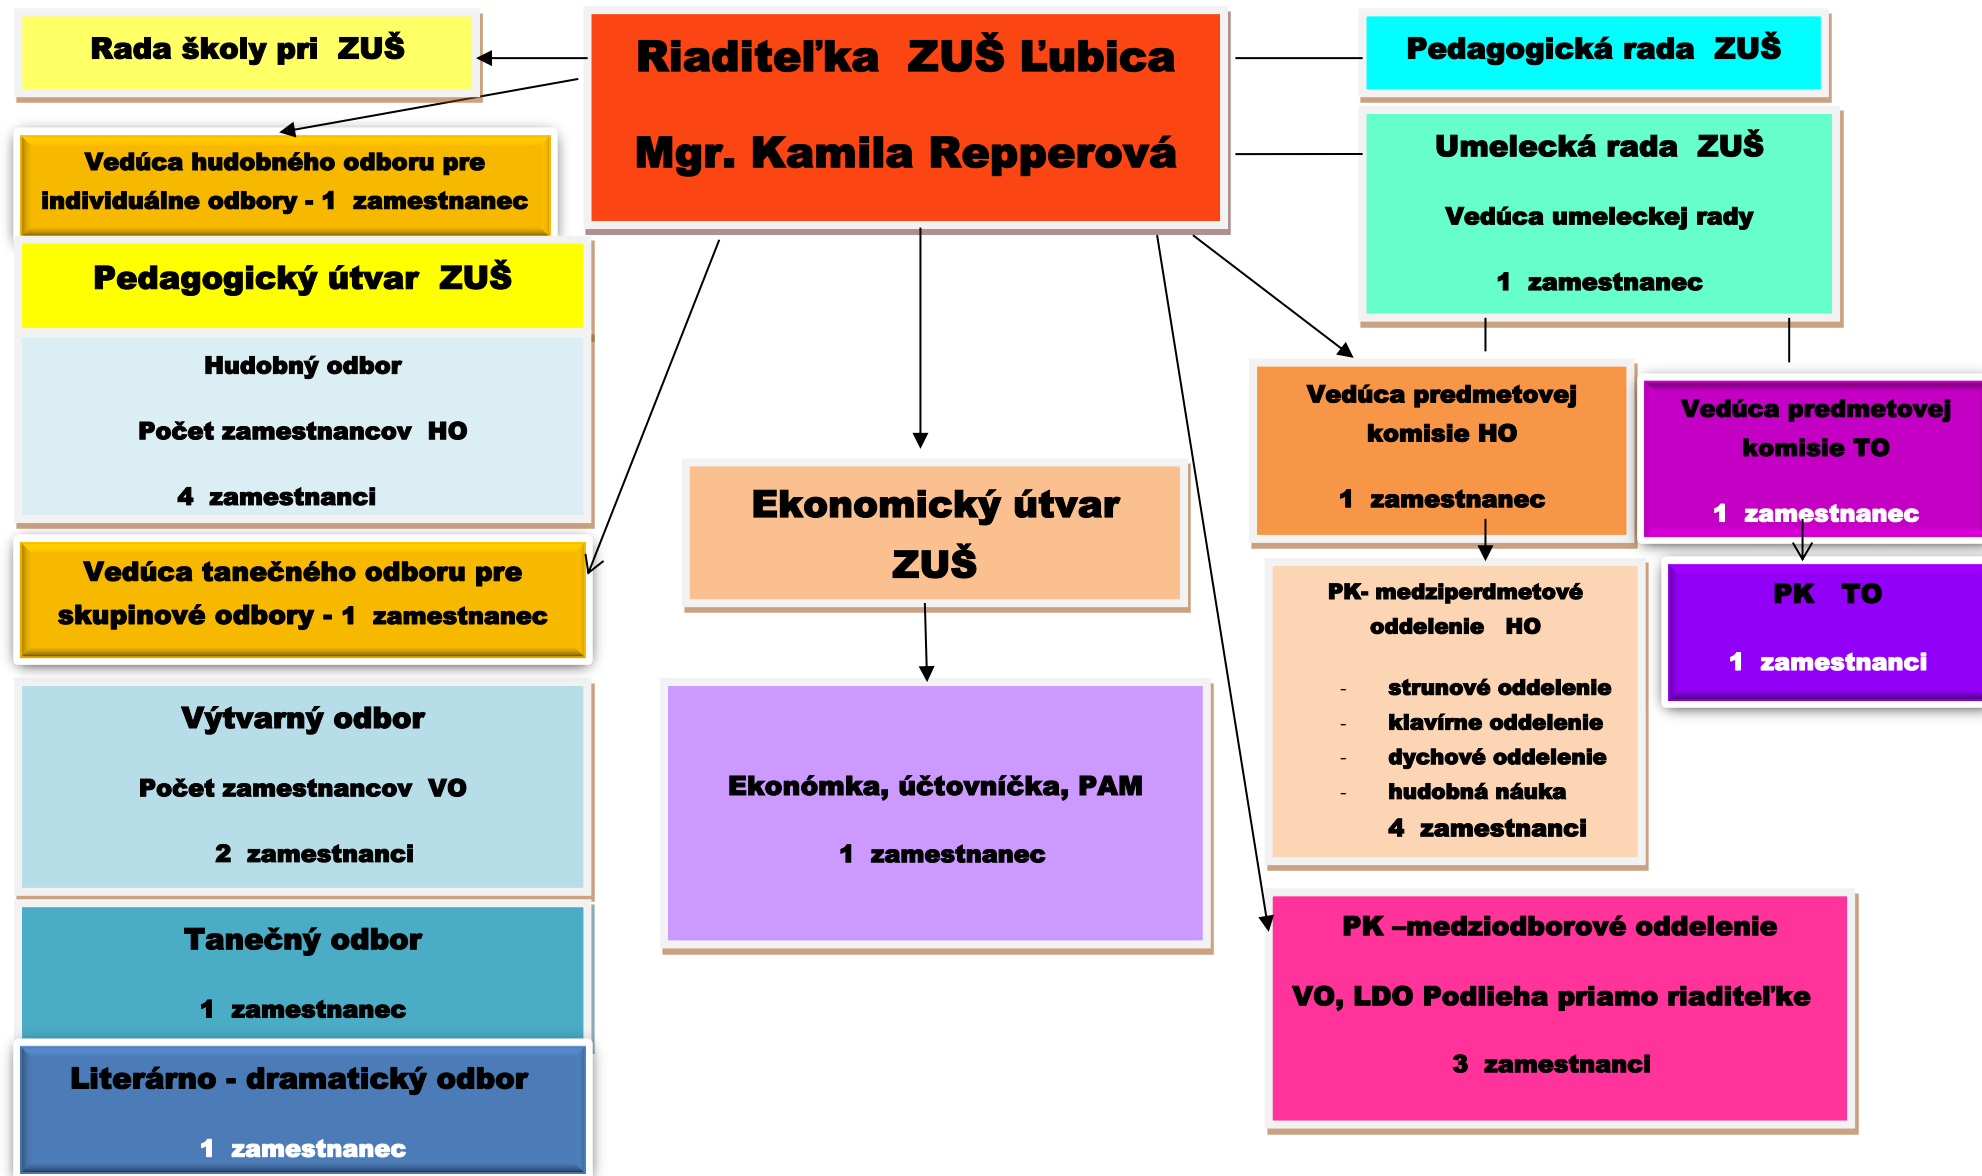 Rada školy pri ZUŠ
Riaditeľka ZUŠ Ľubica
Mgr. Kamila Repperová
Pedagogická rada ZUŠ
Umelecká rada ZUŠ
Vedúca umeleckej rady
1 zamestnanec
Vedúca hudobného odboru pre
individuálne odbory - 1 zamestnanec
Pedagogický útvar ZUŠ
Hudobný odbor
Počet zamestnancov HO
4 zamestnanci
Vedúca tanečného odboru pre
skupinové odbory - 1 zamestnanec
Výtvarný odbor
Počet zamestnancov VO
2 zamestnanci
Tanečný odbor
1 zamestnanec
Literárno - dramatický odbor
1 zamestnanec
Ekonomický útvar
ZUŠ
Ekonómka, účtovníčka, PAM
1 zamestnanec
Vedúca predmetovej
komisie HO
1 zamestnanec
Vedúca predmetovej
komisie TO
1 zamestnanec
PK- medziperdmetové
oddelenie HO
- strunové oddelenie
- klavírne oddelenie
- dychové oddelenie
- hudobná náuka
4 zamestnanci
PK TO
1 zamestnanci
PK –medziodborové oddelenie
VO, LDO Podlieha priamo riaditeľke
3 zamestnanci